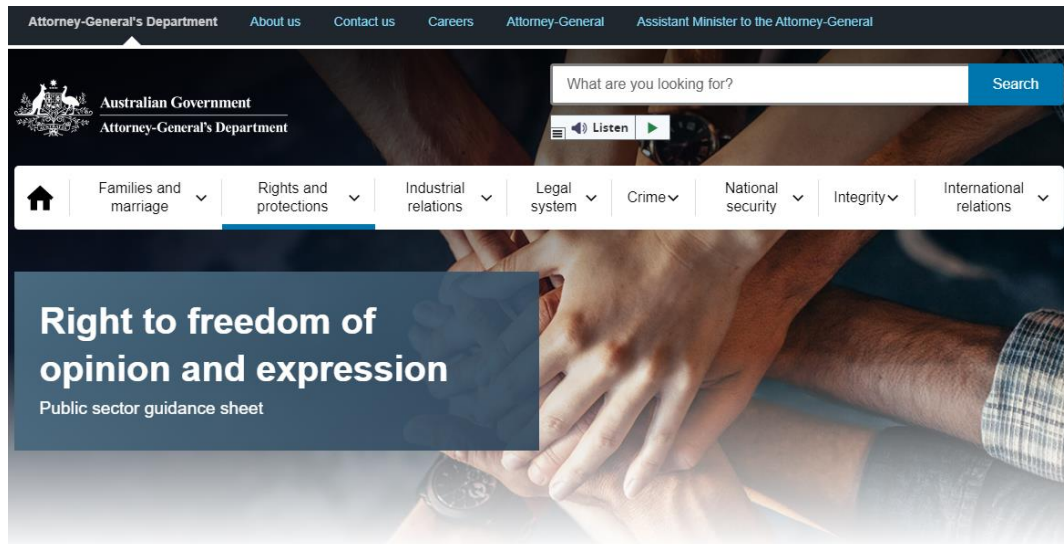 Attorney-General's Department About us Contact us Careers Attorney-General Assistant Minister to the Attorney-General
Australian Government
Attorney-General's Department
What are you looking for? Search
Listen
Families and marriage
Rights and protections
Industrial relations
Legal system
Crime
National security
Integrity
International relations
Right to freedom of
opinion and expression
Public sector guidance sheet